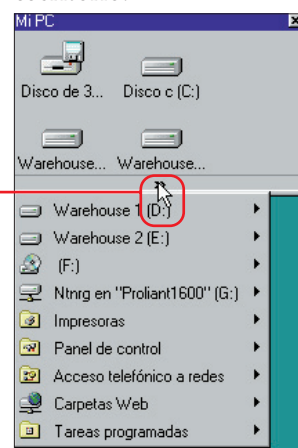 Mi PC
Disco de 3... Disco c (C:)
Warehouse... Warehouse...
Warehouse 1 (D:)
Warehouse 2 (E:)
(F:)
Ntnrg en "Proliant1600" (G:)
Impresoras
Panel de control
Acceso telefónico a redes
Carpetas Web
Tareas programadas